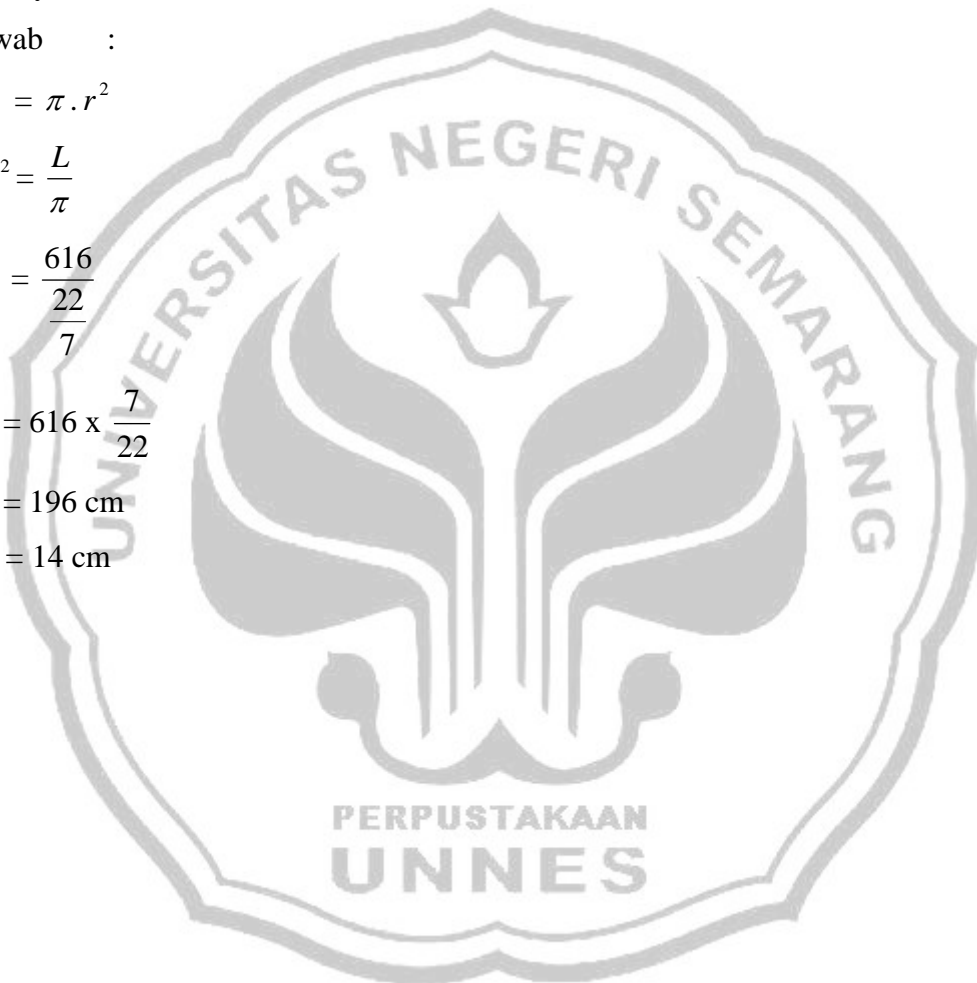 wab :
= π . r²
² = L/π
= 616/(22/7)
= 616 x 7/22
= 196 cm
= 14 cm
UNIVERSITAS NEGERI SEMARANG
PERPUSTAKAAN
UNNES